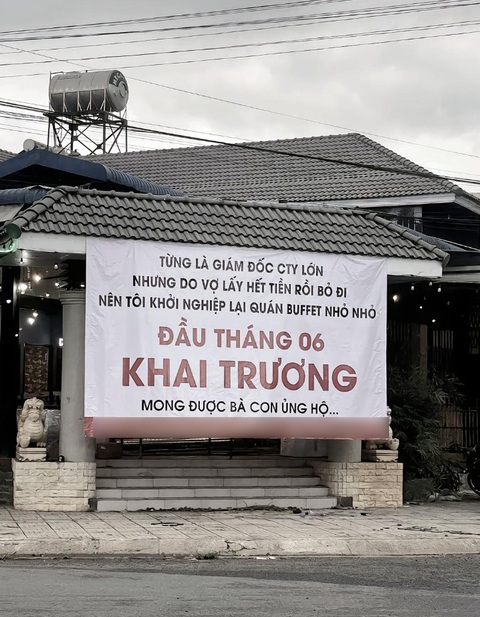 TỪNG LÀ GIÁM ĐỐC CTY LỚN
NHƯNG DO VỢ LẤY HẾT TIỀN RỒI BỎ ĐI
NÊN TÔI KHỞI NGHIỆP LẠI QUÁN BUFFET NHỎ NHỎ
ĐẦU THÁNG 06
KHAI TRƯƠNG
MONG ĐƯỢC BÀ CON ỦNG HỘ...